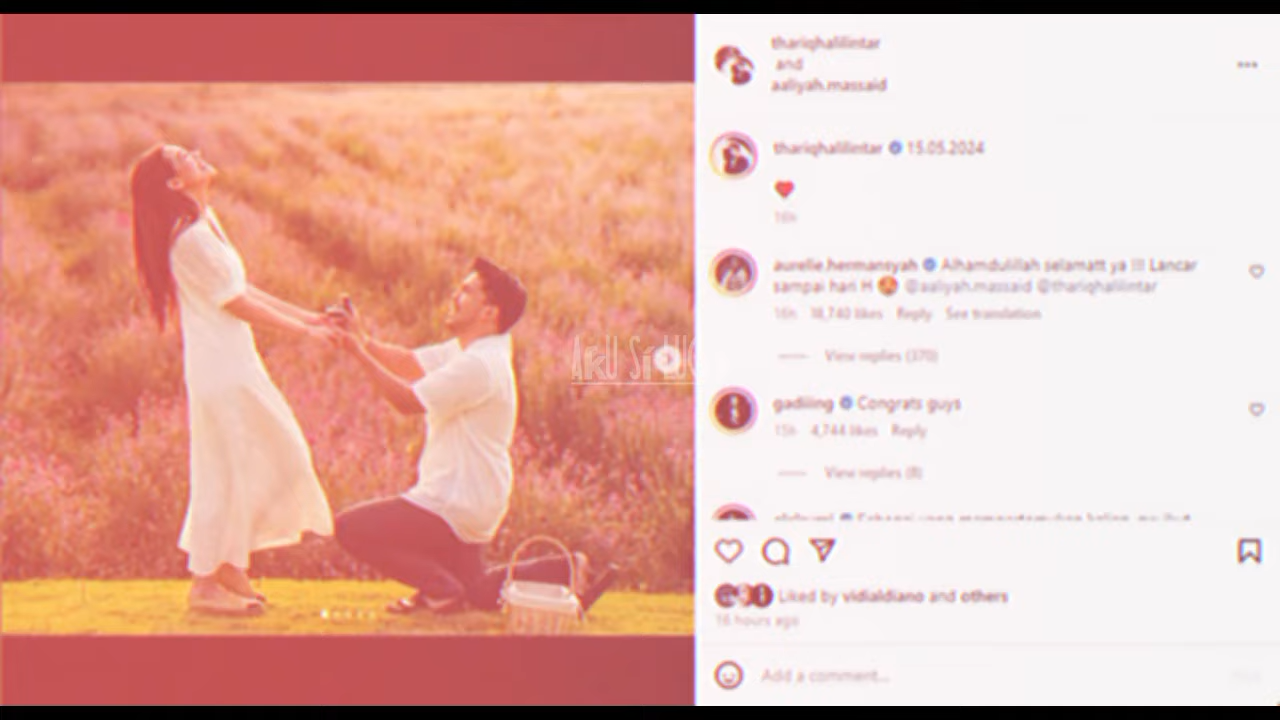 thariqhalilintar
and
aaliyah.massaid
thariqhalilintar 15.05.2024
16h
aurelie.hermansyah Alhamdulillah selamatt ya !!! Lancar
sampai hari H @aaliyah.massaid @thariqhalilintar
16h 18,740 likes Reply See translation
View replies (370)
gadiiing Congrats guys
15h 4,744 likes Reply
View replies (8)
Liked by vidialdiano and others
16 hours ago
Add a comment...